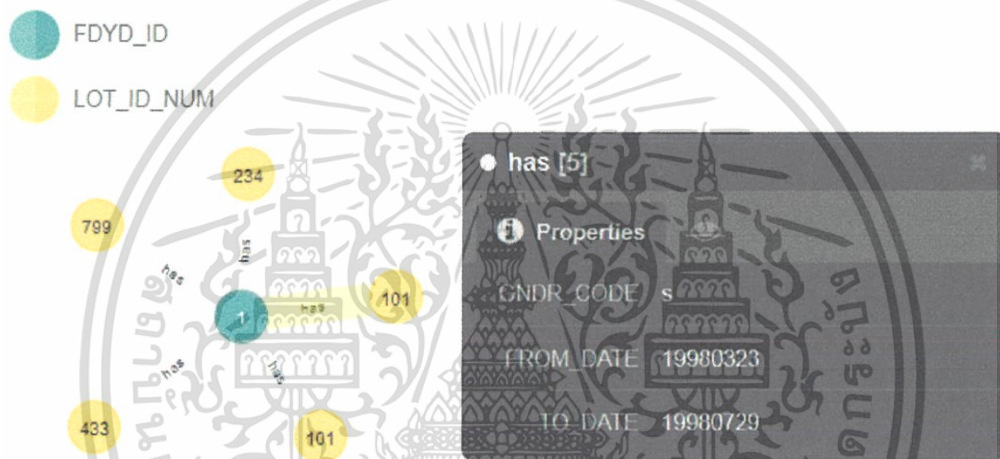 FDYD_ID
LOT_ID_NUM
234
799
has
has
1
has
101
has
has
433
101
has [5]
Properties
GNDR_CODE s
FROM_DATE 19980323
TO_DATE 19980729